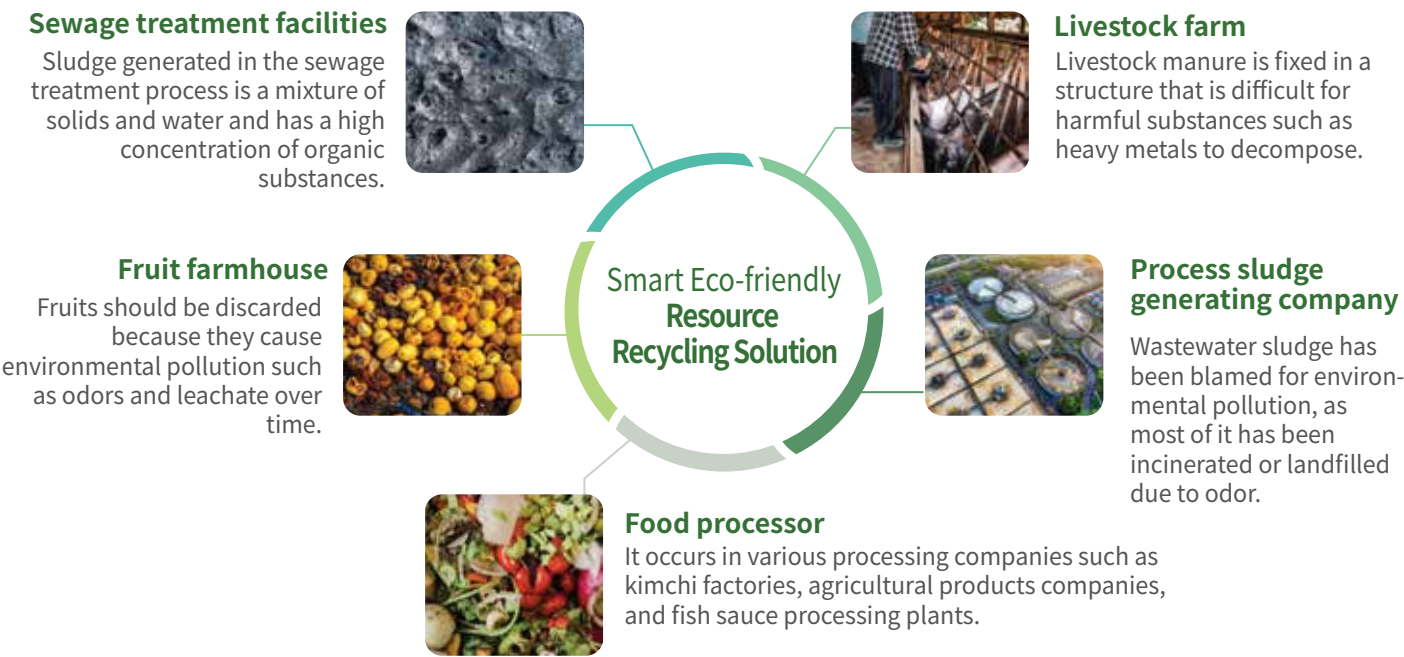 Sewage treatment facilities
Sludge generated in the sewage
treatment process is a mixture of
solids and water and has a high
concentration of organic
substances.
Livestock farm
Livestock manure is fixed in a
structure that is difficult for
harmful substances such as
heavy metals to decompose.
Fruit farmhouse
Fruits should be discarded
because they cause
environmental pollution such
as odors and leachate over
time.
Smart Eco-friendly
Resource
Recycling Solution
Process sludge
generating company
Wastewater sludge has
been blamed for environ-
mental pollution, as
most of it has been
incinerated or landfilled
due to odor.
Food processor
It occurs in various processing companies such as
kimchi factories, agricultural products companies,
and fish sauce processing plants.